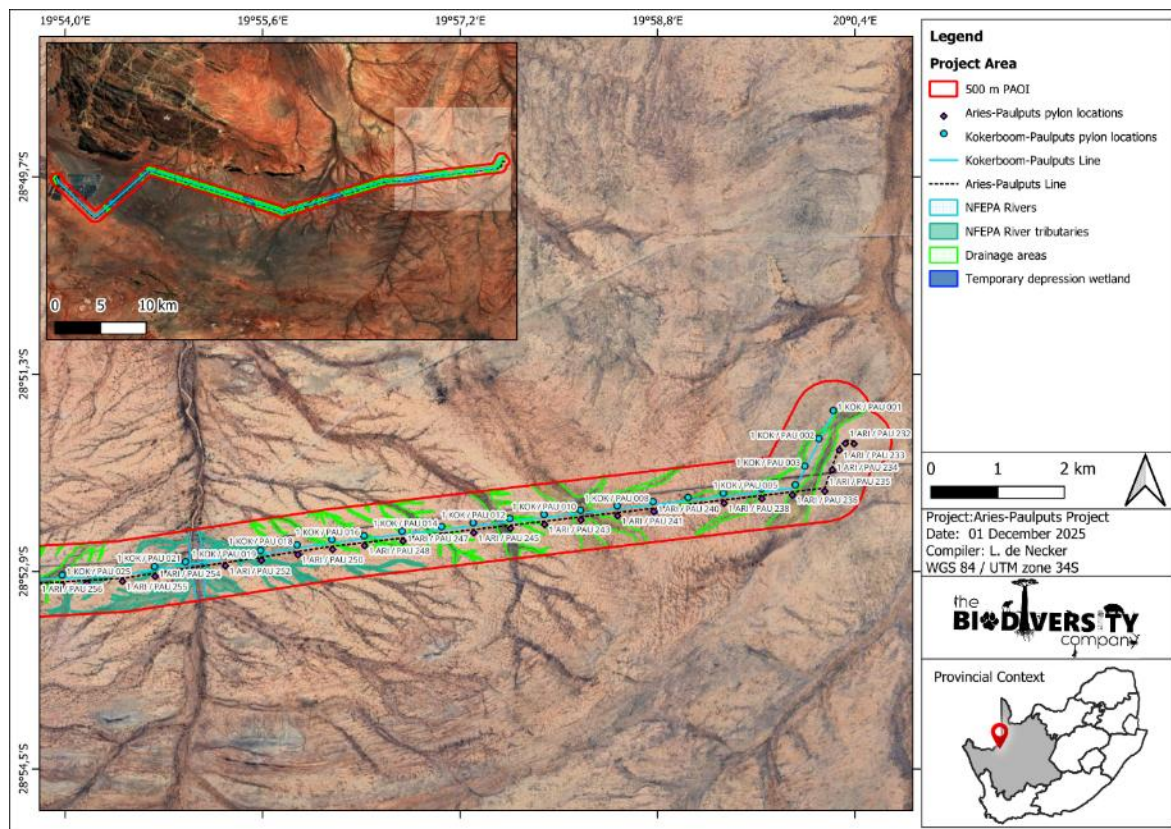 19°54,0'E
19°55,6'E
19°57,2'E
19°58,8'E
20°0,4'E
28°49,7'S
28°51,3'S
28°52,9'S
28°54,5'S
0 5 10 km
1 KOK / PAU 001
1 KOK / PAU 002
1 ARI / PAU 232
1 ARI / PAU 233
1 KOK / PAU 003
1 ARI / PAU 234
1 KOK / PAU 005
1 ARI / PAU 235
1 ARI / PAU 236
1 KOK / PAU 008
1 ARI / PAU 238
1 KOK / PAU 010
1 ARI / PAU 240
1 KOK / PAU 012
1 ARI / PAU 241
1 KOK / PAU 014
1 ARI / PAU 243
1 KOK / PAU 016
1 ARI / PAU 245
1 KOK / PAU 018
1 ARI / PAU 247
1 KOK / PAU 019
1 ARI / PAU 248
1 KOK / PAU 021
1 ARI / PAU 250
1 KOK / PAU 025
1 ARI / PAU 252
1 ARI / PAU 254
1 ARI / PAU 255
1 ARI / PAU 256
Legend
Project Area
500 m PAOI
Aries-Paulputs pylon locations
Kokerboom-Paulputs pylon locations
Kokerboom-Paulputs Line
Aries-Paulputs Line
NFEPA Rivers
NFEPA River tributaries
Drainage areas
Temporary depression wetland
0 1 2 km
Project:Aries-Paulputs Project
Date: 01 December 2025
Compiler: L. de Necker
WGS 84 / UTM zone 34S
the
BIODIVERSITY
company
Provincial Context